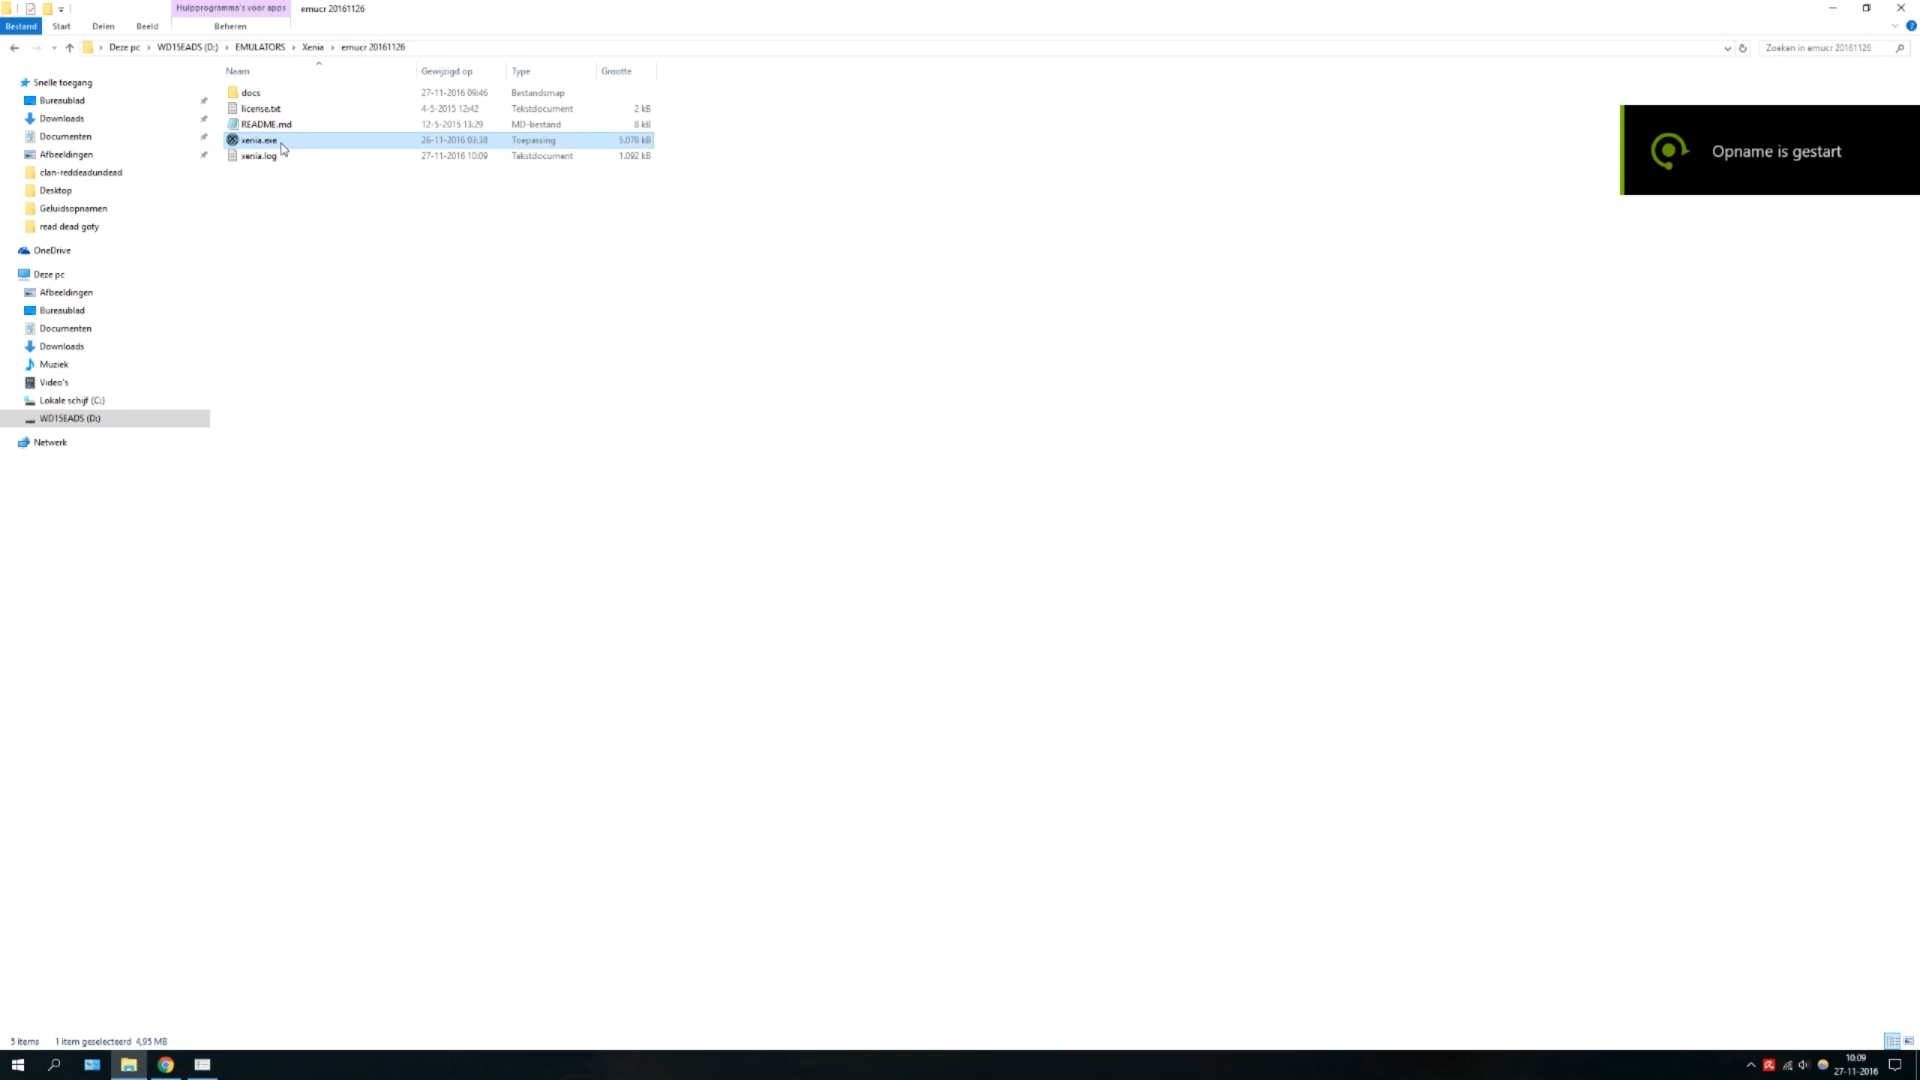 Hulpprogramma's voor apps emucr 20161126
Bestand Start Delen Beeld Beheren
Deze pc WD15EADS (D:) EMULATORS Xenia emucr 20161126 Zoeken in emucr 20161126
Naam Gewijzigd op Type Grootte
docs 27-11-2016 09:46 Bestandsmap
license.txt 4-5-2015 12:42 Tekstdocument 2 kB
README.md 12-5-2015 13:29 MD-bestand 8 kB
xenia.exe 26-11-2016 03:38 Toepassing 5.078 kB
xenia.log 27-11-2016 10:09 Tekstdocument 1.092 kB
Snelle toegang
Bureaublad
Downloads
Documenten
Afbeeldingen
clan-reddeadundead
Desktop
Geluidsopnamen
read dead goty
OneDrive
Deze pc
Afbeeldingen
Bureaublad
Documenten
Downloads
Muziek
Video's
Lokale schijf (C:)
WD15EADS (D:)
Netwerk
Opname is gestart
5 items 1 item geselecteerd 4,95 MB
10:09
27-11-2016